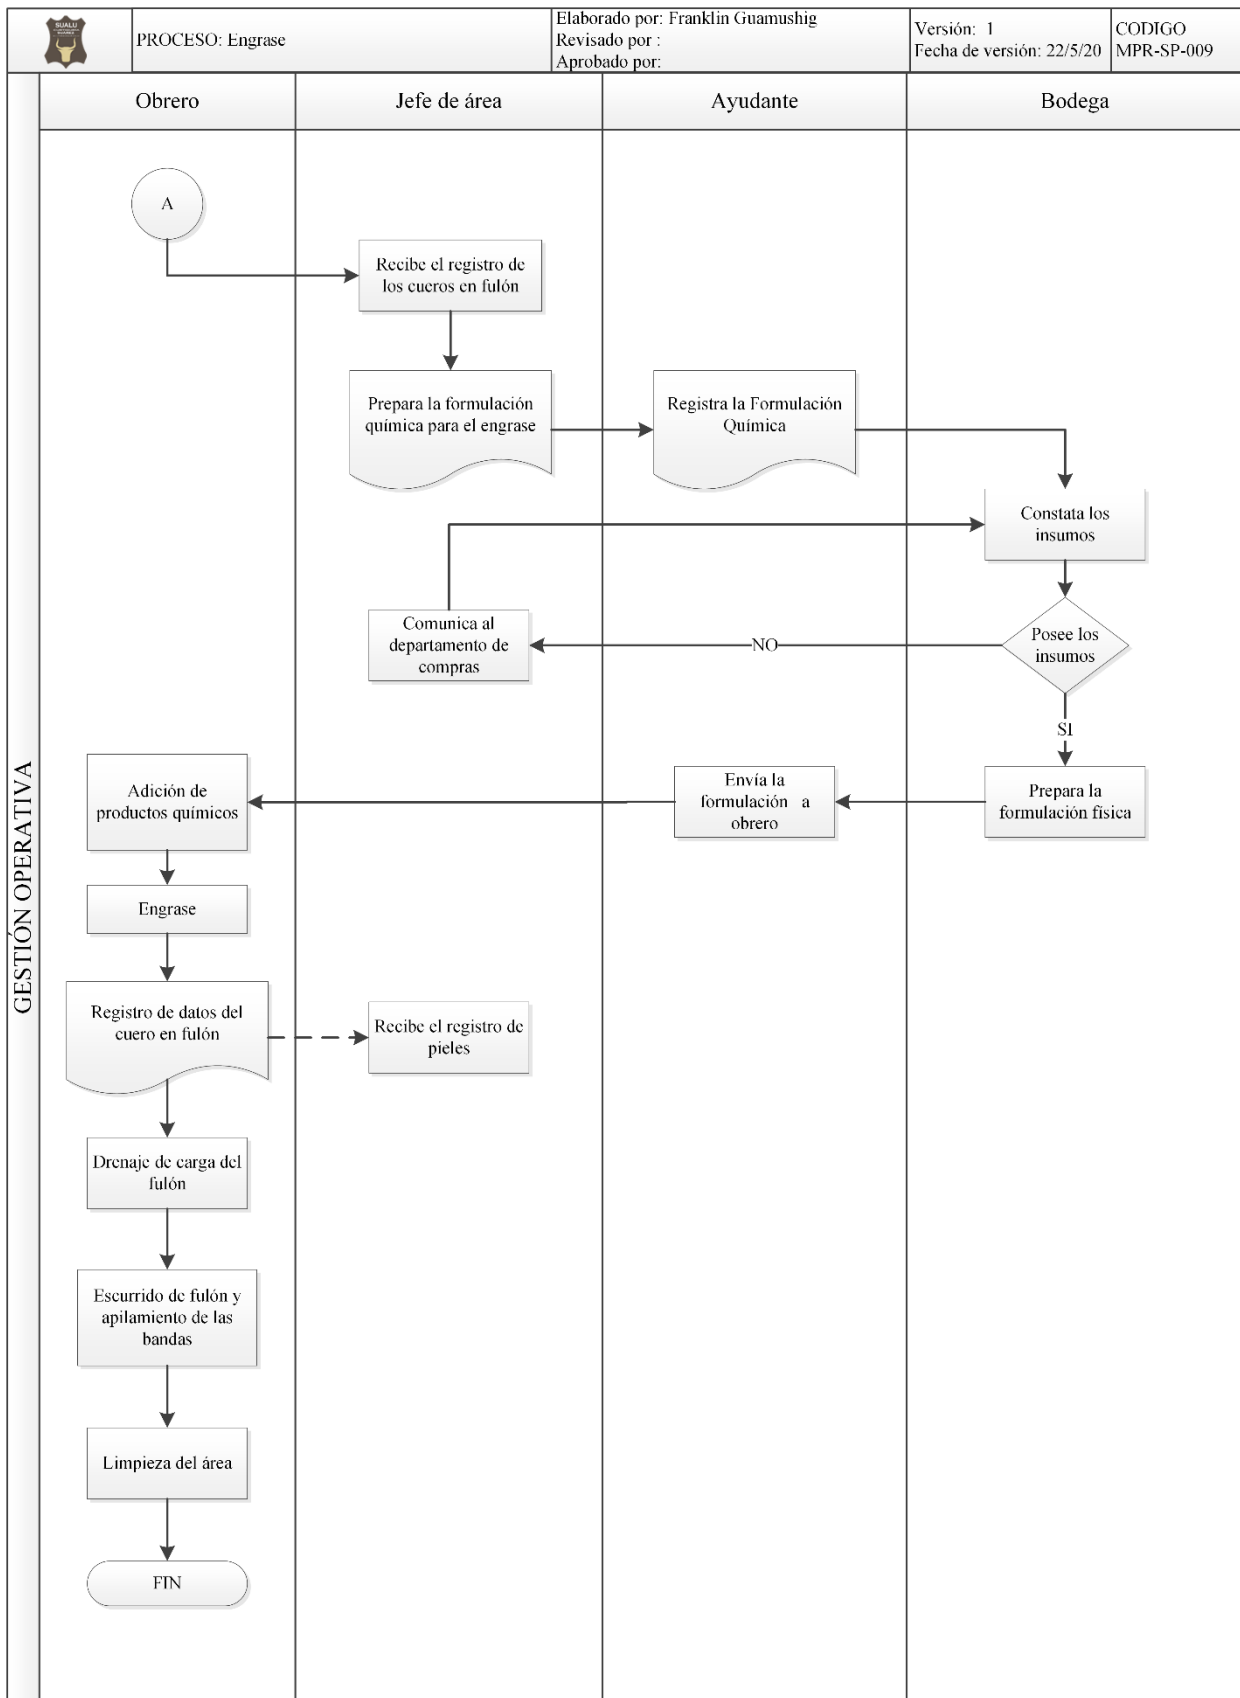 SUALU
PROCESO: Engrase
Elaborado por: Franklin Guamushig
Revisado por :
Aprobado por:
Versión: 1
Fecha de versión: 22/5/20
CODIGO
MPR-SP-009
GESTIÓN OPERATIVA
Obrero
Jefe de área
Ayudante
Bodega
A
Recibe el registro de
los cueros en fulón
Prepara la formulación
química para el engrase
Registra la Formulación
Química
Constata los
insumos
Comunica al
departamento de
compras
NO
Posee los
insumos
SI
Adición de
productos químicos
Envía la
formulación a
obrero
Prepara la
formulación física
Engrase
Registro de datos del
cuero en fulón
Recibe el registro de
pieles
Drenaje de carga del
fulón
Escurrido de fulón y
apilamiento de las
bandas
Limpieza del área
FIN